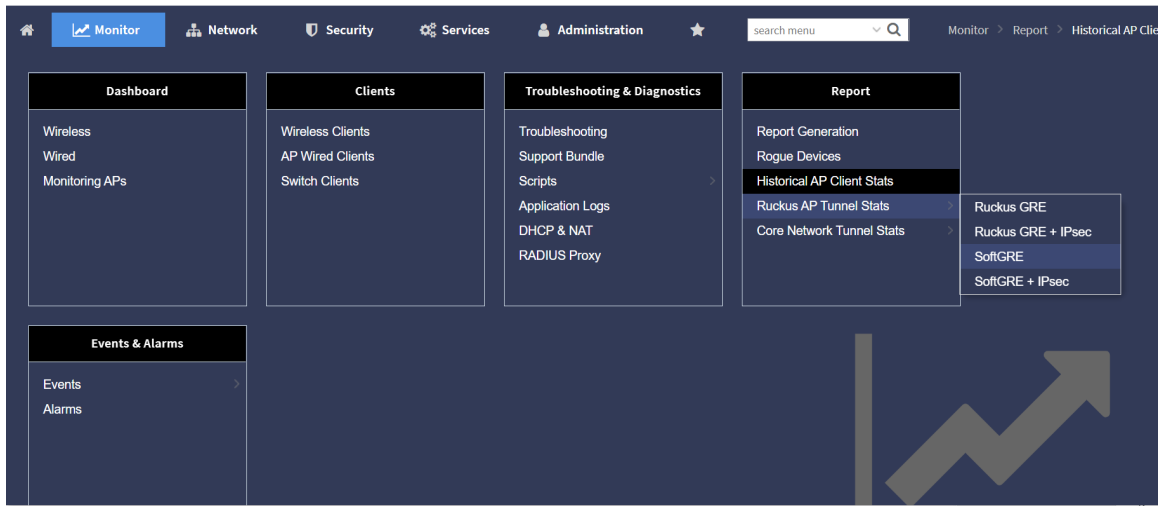 Monitor
Network
Security
Services
Administration
search menu
Monitor > Report > Historical AP Clie
Dashboard
Wireless
Wired
Monitoring APs
Clients
Wireless Clients
AP Wired Clients
Switch Clients
Troubleshooting & Diagnostics
Troubleshooting
Support Bundle
Scripts
Application Logs
DHCP & NAT
RADIUS Proxy
Report
Report Generation
Rogue Devices
Historical AP Client Stats
Ruckus AP Tunnel Stats
Core Network Tunnel Stats
Ruckus GRE
Ruckus GRE + IPsec
SoftGRE
SoftGRE + IPsec
Events & Alarms
Events
Alarms